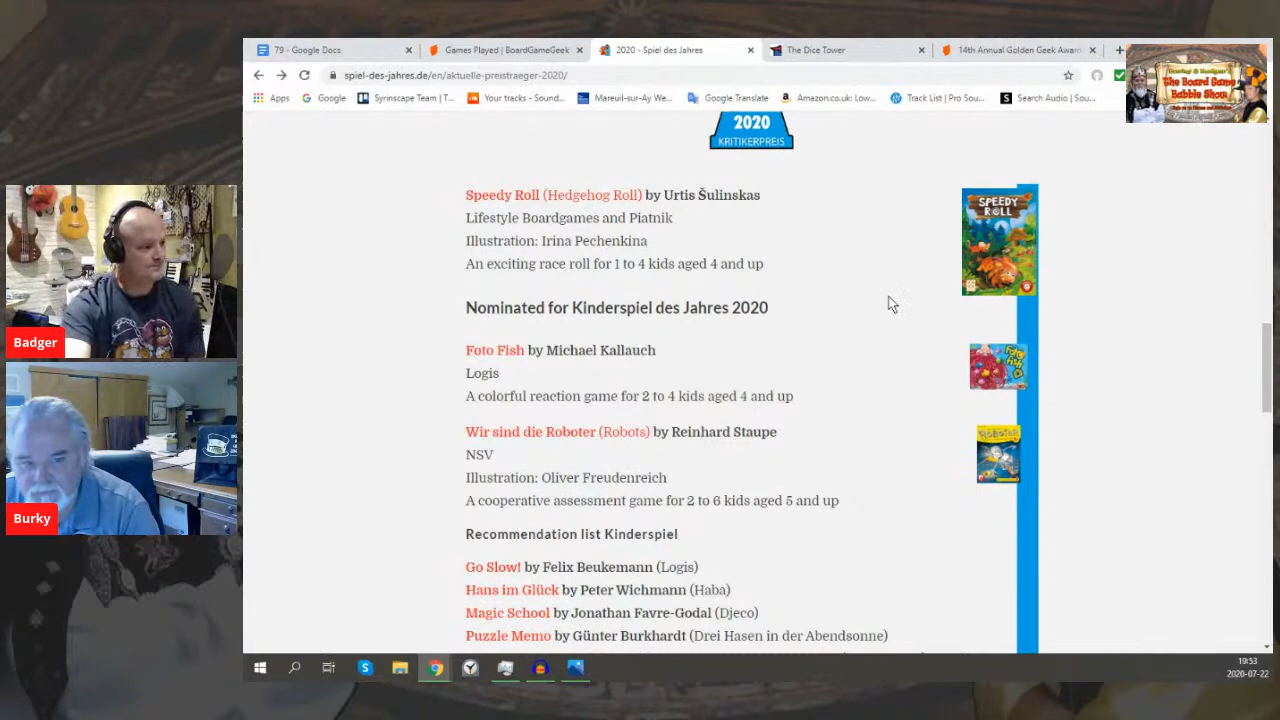 79 - Google Docs
Games Played | BoardGameGeek
2020 - Spiel des Jahres
The Dice Tower
14th Annual Golden Geek Award
spiel-des-jahres.de/en/aktuelle-preistraeger-2020/
Apps
Google
Syrinscape Team | T...
Your tracks - Sound...
Mareuil-sur-Ay We...
Google Translate
Amazon.co.uk: Low...
Track List | Pro Sou...
Search Audio | Sou...
The Board Game
Babble Show
2020
KRITIKERPREIS
Speedy Roll (Hedgehog Roll) by Urtis Šulinskas
Lifestyle Boardgames and Piatnik
Illustration: Irina Pechenkina
An exciting race roll for 1 to 4 kids aged 4 and up
SPEEDY
ROLL
Nominated for Kinderspiel des Jahres 2020
Foto Fish by Michael Kallauch
Logis
A colorful reaction game for 2 to 4 kids aged 4 and up
Foto
fish
Wir sind die Roboter (Robots) by Reinhard Staupe
NSV
Illustration: Oliver Freudenreich
A cooperative assessment game for 2 to 6 kids aged 5 and up
Recommendation list Kinderspiel
Go Slow! by Felix Beukemann (Logis)
Hans im Glück by Peter Wichmann (Haba)
Magic School by Jonathan Favre-Godal (Djeco)
Puzzle Memo by Günter Burkhardt (Drei Hasen in der Abendsonne)
Badger
Burky
19:53
2020-07-22